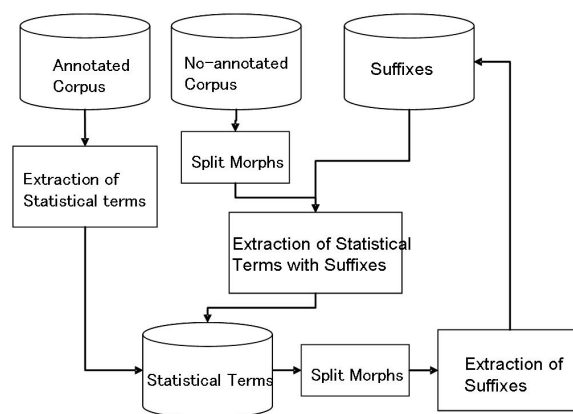 Annotated
Corpus
No-annotated
Corpus
Suffixes
Split Morphs
Extraction of
Statistical terms
Extraction of Statistical
Terms with Suffixes
Statistical Terms
Split Morphs
Extraction of
Suffixes